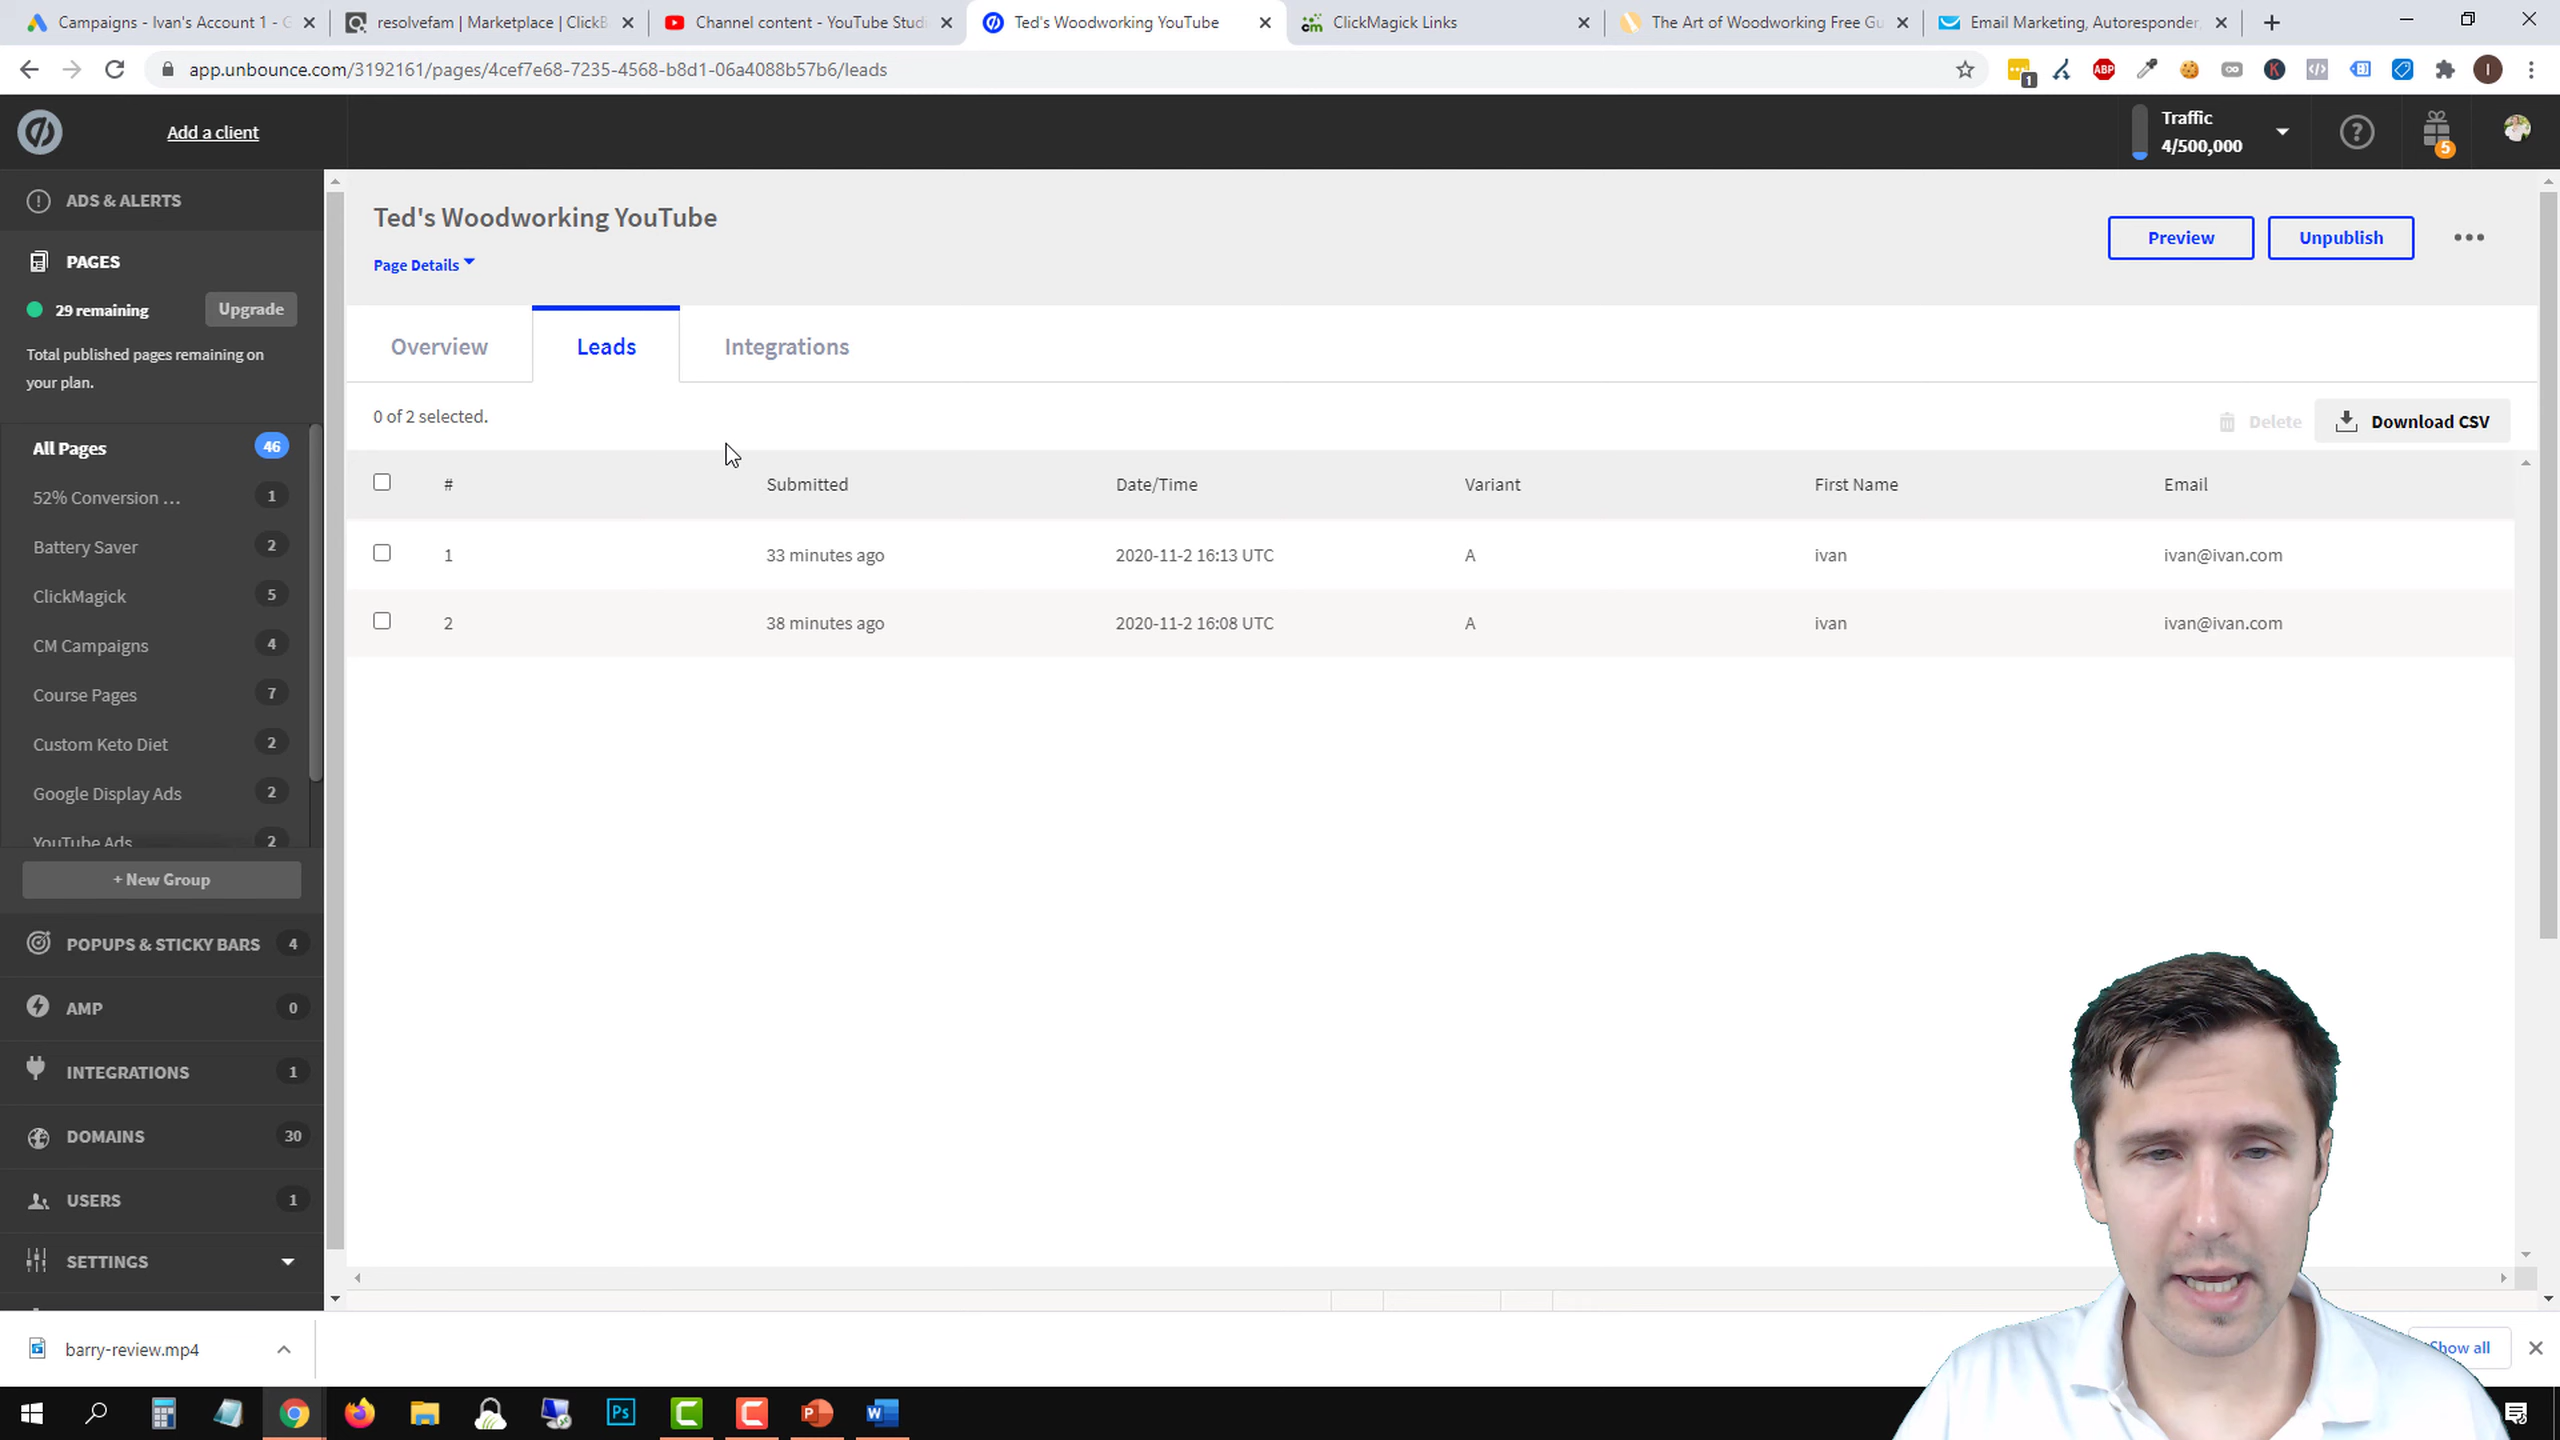 Campaigns - Ivan's Account 1 - G
resolvefam | Marketplace | ClickB
Channel content - YouTube Studi
Ted's Woodworking YouTube
ClickMagick Links
The Art of Woodworking Free Gu
Email Marketing, Autoresponder,
app.unbounce.com/3192161/pages/4cef7e68-7235-4568-b8d1-06a4088b57b6/leads
1
ABP
K
I
Add a client
Traffic
4/500,000
5
ADS & ALERTS
PAGES
29 remaining
Upgrade
Total published pages remaining on
your plan.
All Pages 46
52% Conversion ... 1
Battery Saver 2
ClickMagick 5
CM Campaigns 4
Course Pages 7
Custom Keto Diet 2
Google Display Ads 2
YouTube Ads 2
+ New Group
POPUPS & STICKY BARS 4
AMP 0
INTEGRATIONS 1
DOMAINS 30
USERS 1
SETTINGS
Ted's Woodworking YouTube
Page Details
Preview
Unpublish
Overview
Leads
Integrations
0 of 2 selected.
Delete
Download CSV
# Submitted Date/Time Variant First Name Email
1 33 minutes ago 2020-11-2 16:13 UTC A ivan ivan@ivan.com
2 38 minutes ago 2020-11-2 16:08 UTC A ivan ivan@ivan.com
barry-review.mp4
Show all
Ps
C
C
P
W